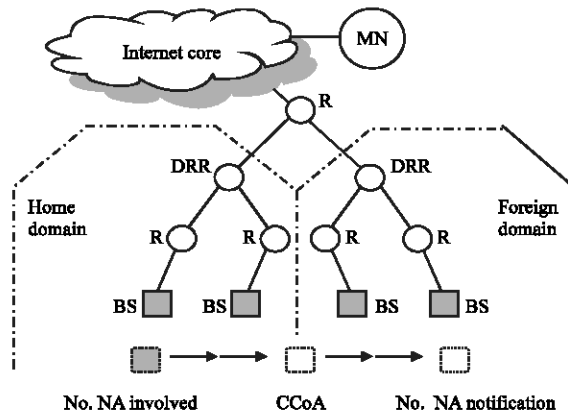 Internet core
MN
R
DRR
DRR
Home domain
Foreign domain
R
R
R
R
BS
BS
BS
BS
No. NA involved
CCoA
No. NA notification